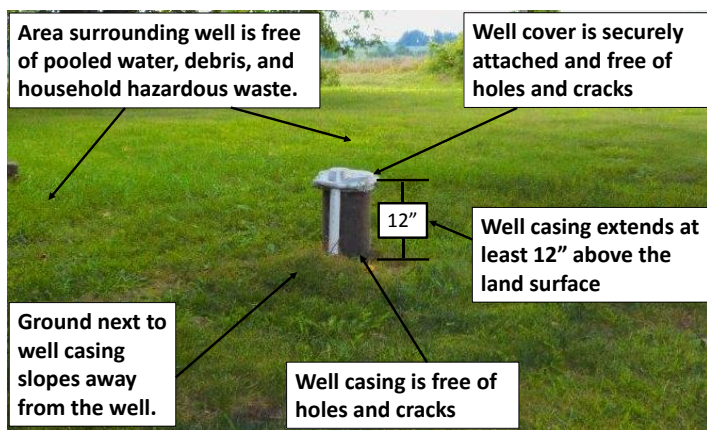 Area surrounding well is free
of pooled water, debris, and
household hazardous waste.
Well cover is securely
attached and free of
holes and cracks
12”
Well casing extends at
least 12” above the
land surface
Ground next to
well casing
slopes away
from the well.
Well casing is free of
holes and cracks